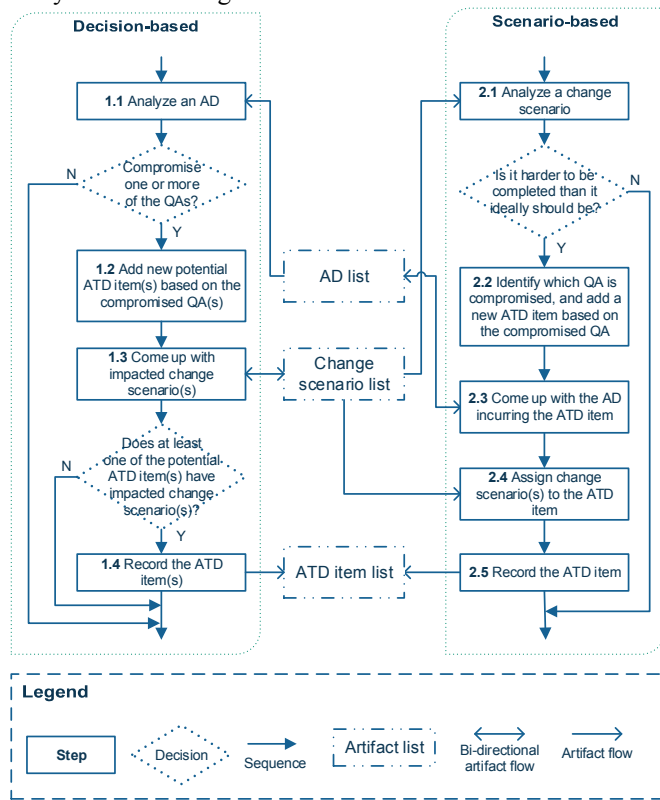 Decision-based
1.1 Analyze an AD
Compromise
one or more
of the QAs?
N
Y
1.2 Add new potential
ATD item(s) based on the
compromised QA(s)
1.3 Come up with
impacted change
scenario(s)
Does at least
one of the potential
ATD item(s) have
impacted change
scenario(s)?
N
Y
1.4 Record the ATD
item(s)
AD list
Change
scenario list
ATD item list
Scenario-based
2.1 Analyze a change
scenario
Is it harder to be
completed than it
ideally should be?
N
Y
2.2 Identify which QA is
compromised, and add a
new ATD item based on
the compromised QA
2.3 Come up with the AD
incurring the ATD item
2.4 Assign change
scenario(s) to the ATD
item
2.5 Record the ATD item
Legend
Step
Decision
Sequence
Artifact list
Bi-directional
artifact flow
Artifact flow